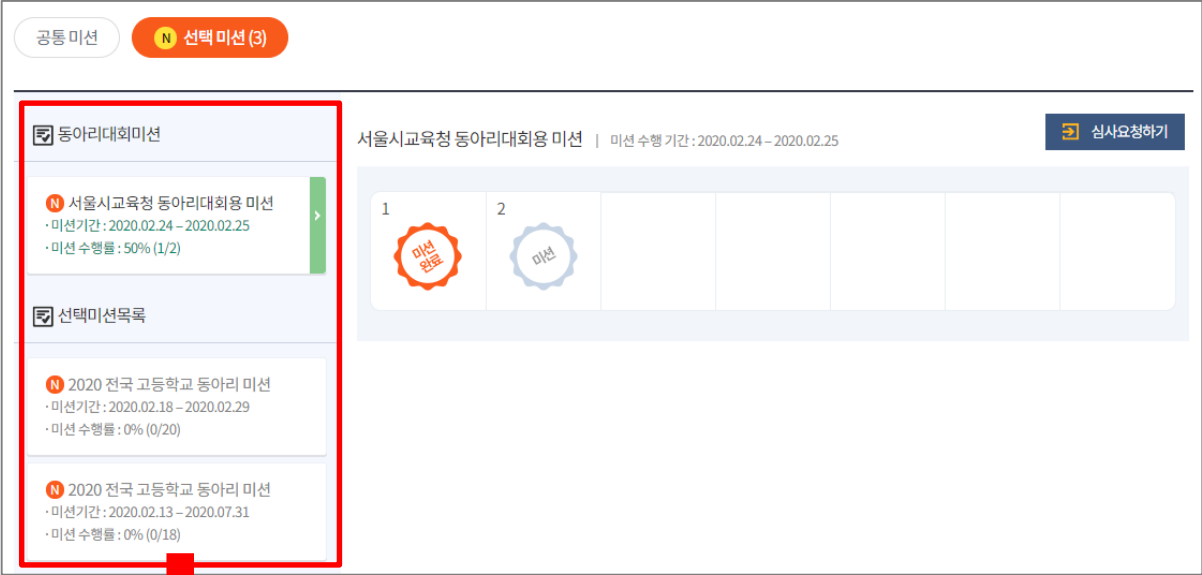 공통 미션
N 선택 미션 (3)
동아리대회미션
N 서울시교육청 동아리대회용 미션
· 미션기간 : 2020.02.24 – 2020.02.25
· 미션 수행률 : 50% (1/2)
선택미션목록
N 2020 전국 고등학교 동아리 미션
· 미션기간 : 2020.02.18 – 2020.02.29
· 미션 수행률 : 0% (0/20)
N 2020 전국 고등학교 동아리 미션
· 미션기간 : 2020.02.13 – 2020.07.31
· 미션 수행률 : 0% (0/18)
서울시교육청 동아리대회용 미션 | 미션 수행 기간 : 2020.02.24 – 2020.02.25
심사요청하기
1
미션
완료
2
미션